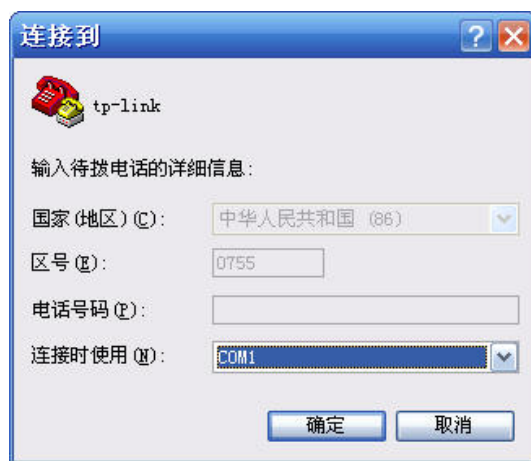 连接到
tp-link
输入待拨电话的详细信息:
国家(地区)(C): 中华人民共和国 (86)
区号(E): 0755
电话号码(P):
连接时使用(N): COM1
确定 取消